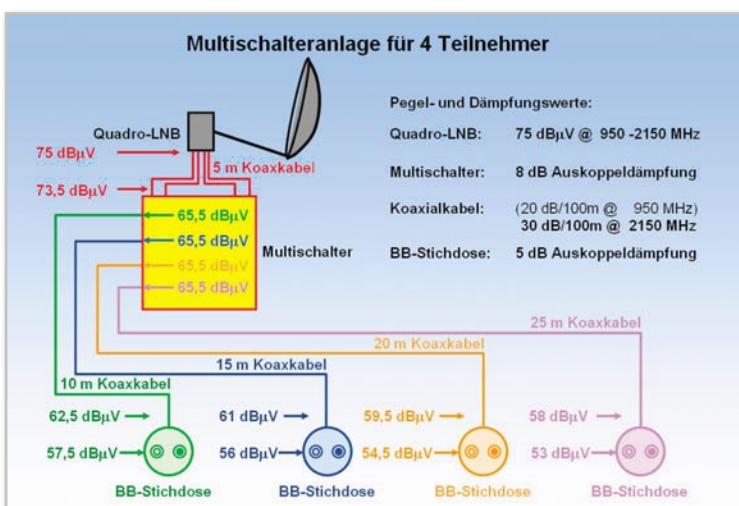 Multischalteranlage für 4 Teilnehmer
Pegel- und Dämpfungswerte:
Quadro-LNB: 75 dBµV @ 950 -2150 MHz
Multischalter: 8 dB Auskoppeldämpfung
Koaxialkabel: (20 dB/100m @ 950 MHz)
30 dB/100m @ 2150 MHz
BB-Stichdose: 5 dB Auskoppeldämpfung
Quadro-LNB
75 dBµV
5 m Koaxkabel
73,5 dBµV
65,5 dBµV
65,5 dBµV
65,5 dBµV
65,5 dBµV
Multischalter
25 m Koaxkabel
20 m Koaxkabel
15 m Koaxkabel
10 m Koaxkabel
62,5 dBµV
61 dBµV
59,5 dBµV
58 dBµV
57,5 dBµV
56 dBµV
54,5 dBµV
53 dBµV
BB-Stichdose
BB-Stichdose
BB-Stichdose
BB-Stichdose